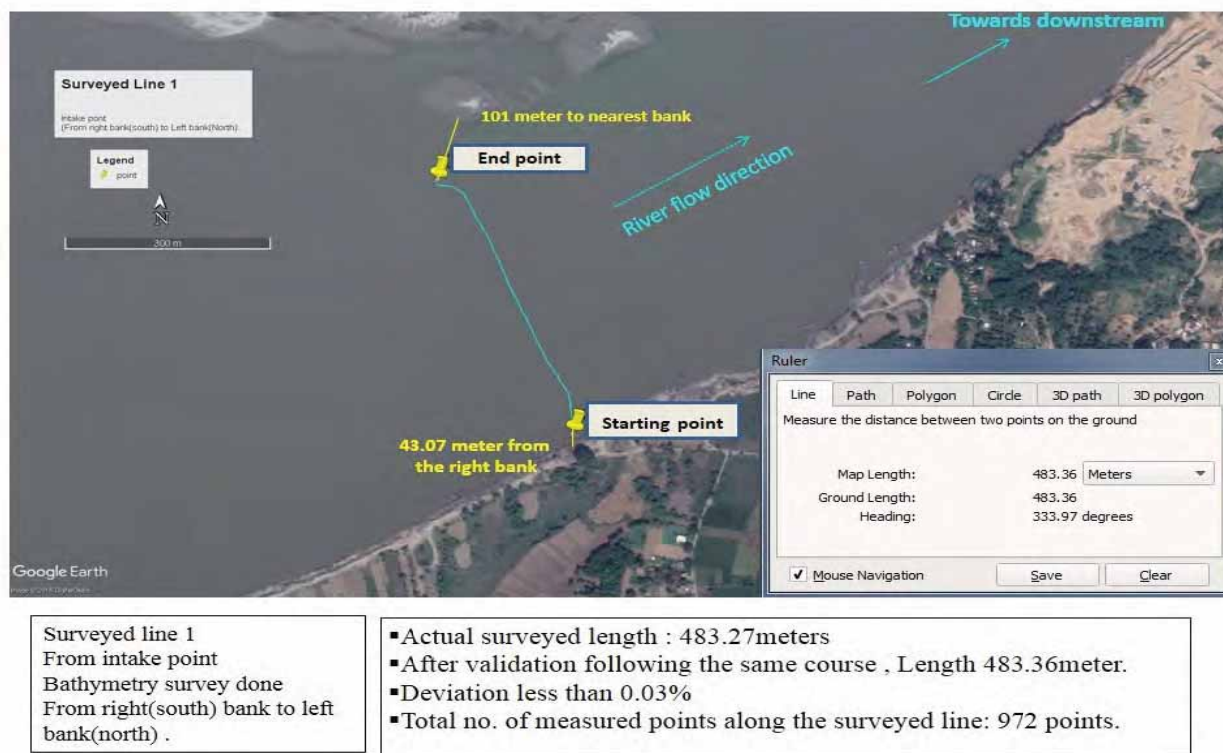 Towards downstream
Surveyed Line 1
Intake pont
(From right bank(south) to Left bank(North).
Legend
point
N
300 m
101 meter to nearest bank
End point
River flow direction
Starting point
43.07 meter from
the right bank
Google Earth
Ruler
Line Path Polygon Circle 3D path 3D polygon
Measure the distance between two points on the ground
Map Length: 483.36 Meters
Ground Length: 483.36
Heading: 333.97 degrees
Mouse Navigation Save Clear
Surveyed line 1
From intake point
Bathymetry survey done
From right(south) bank to left
bank(north) .
▪Actual surveyed length : 483.27meters
▪After validation following the same course , Length 483.36meter.
▪Deviation less than 0.03%
▪Total no. of measured points along the surveyed line: 972 points.